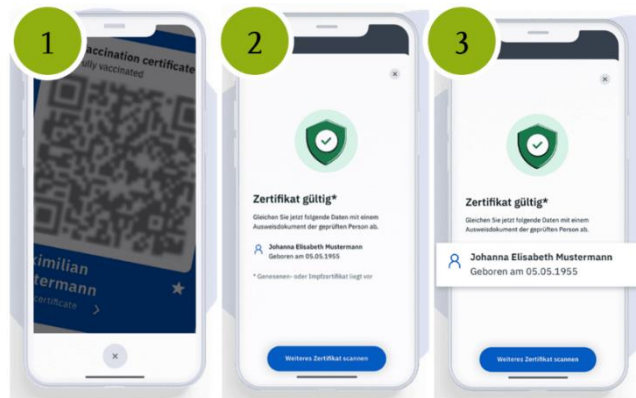 1
vaccination certificate
fully vaccinated
ximilian
termann
certificate
2
Zertifikat gültig*
Gleichen Sie jetzt folgende Daten mit einem
Ausweisdokument der geprüften Person ab.
Johanna Elisabeth Mustermann
Geboren am 05.05.1955
* Genesenen- oder Impfzertifikat liegt vor
Weiteres Zertifikat scannen
3
Zertifikat gültig*
Gleichen Sie jetzt folgende Daten mit einem
Ausweisdokument der geprüften Person ab.
Johanna Elisabeth Mustermann
Geboren am 05.05.1955
Weiteres Zertifikat scannen